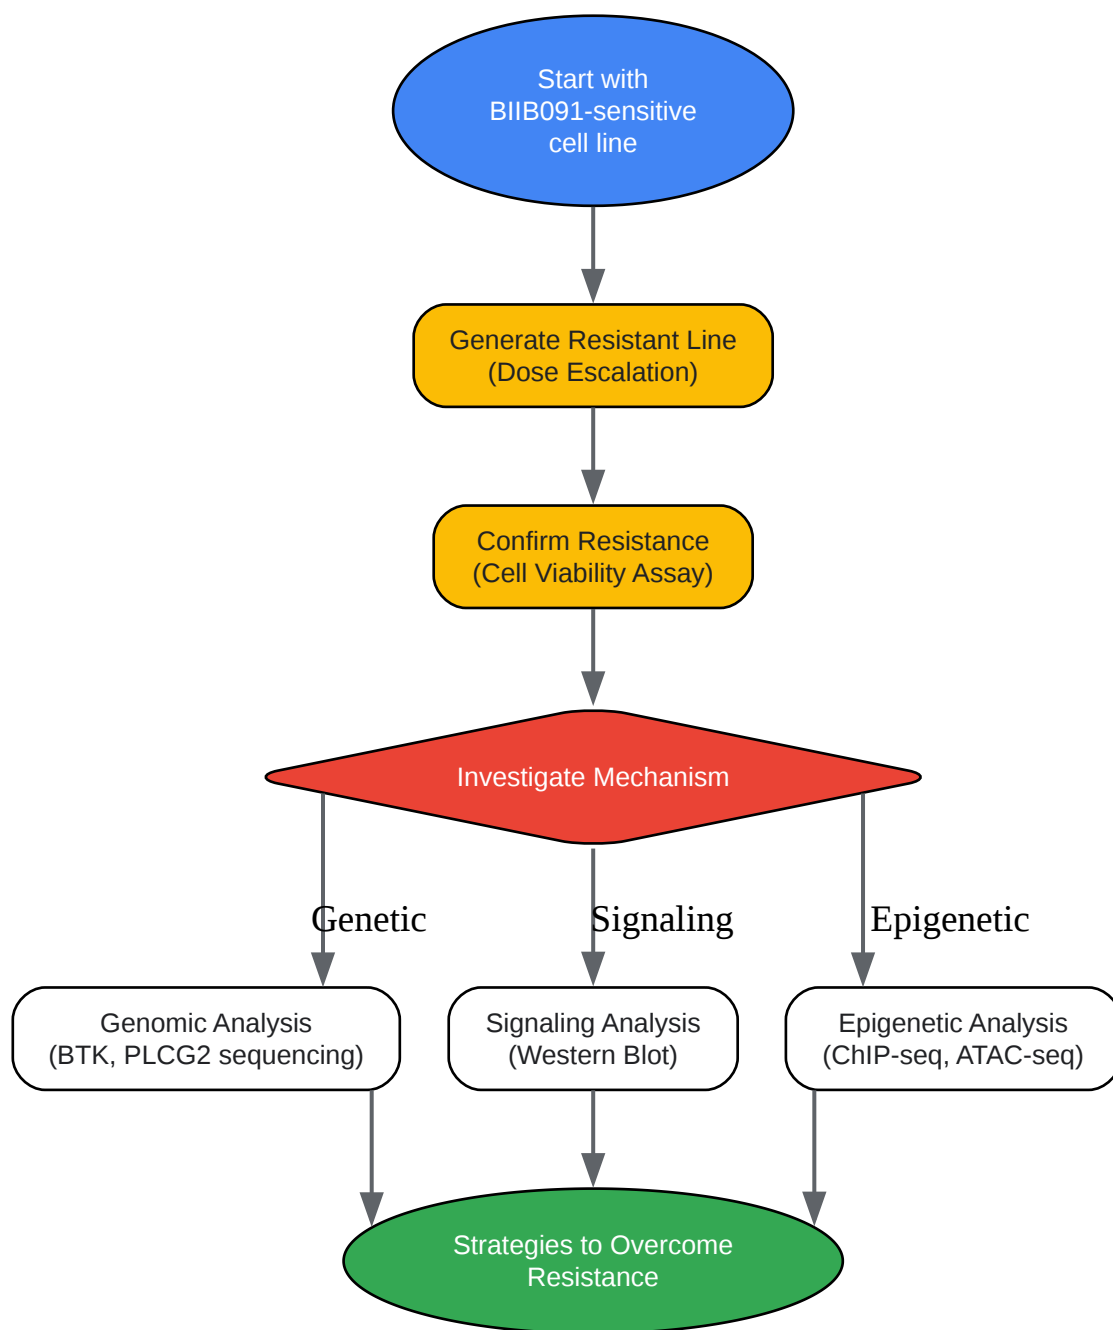 Start with
BIIB091-sensitive
cell line
Generate Resistant Line
(Dose Escalation)
Confirm Resistance
(Cell Viability Assay)
Investigate Mechanism
Genetic
Signaling
Epigenetic
Genomic Analysis
(BTK, PLCG2 sequencing)
Signaling Analysis
(Western Blot)
Epigenetic Analysis
(ChIP-seq, ATAC-seq)
Strategies to Overcome
Resistance